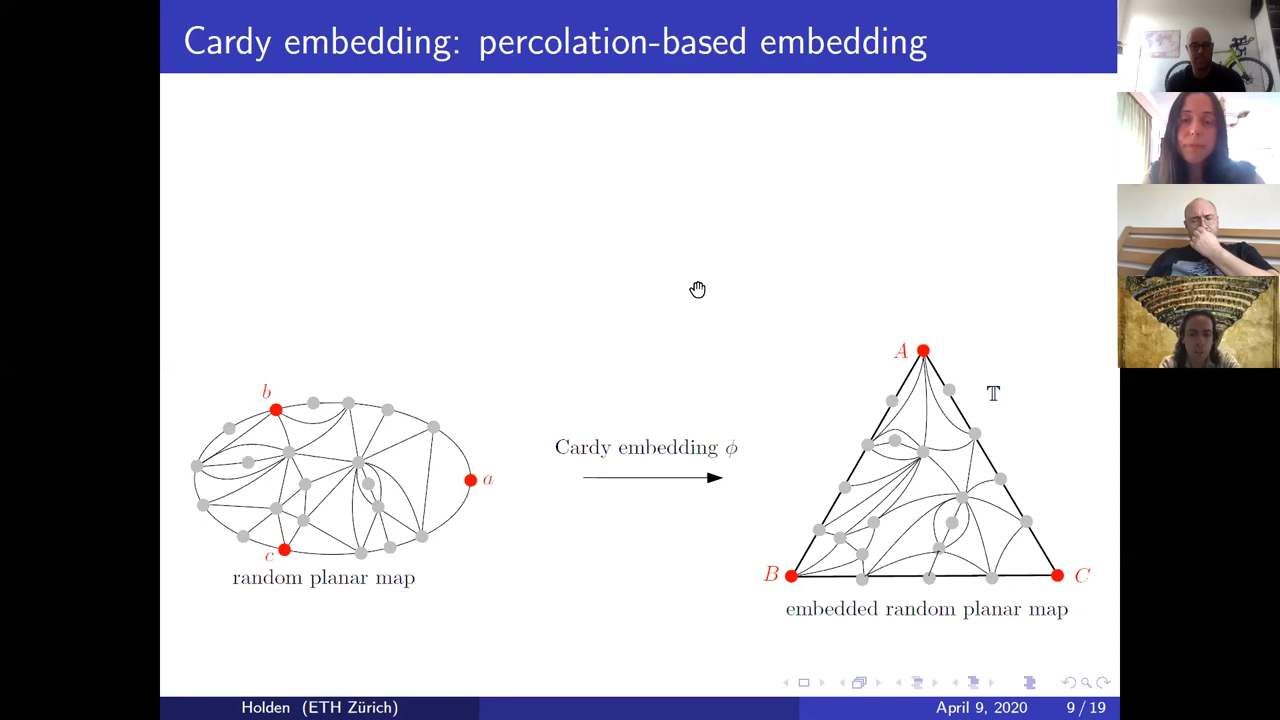 Cardy embedding: percolation-based embedding
b
a
c
random planar map
Cardy embedding ϕ
A
𝕋
B
C
embedded random planar map
Holden (ETH Zürich)
April 9, 2020
9 / 19